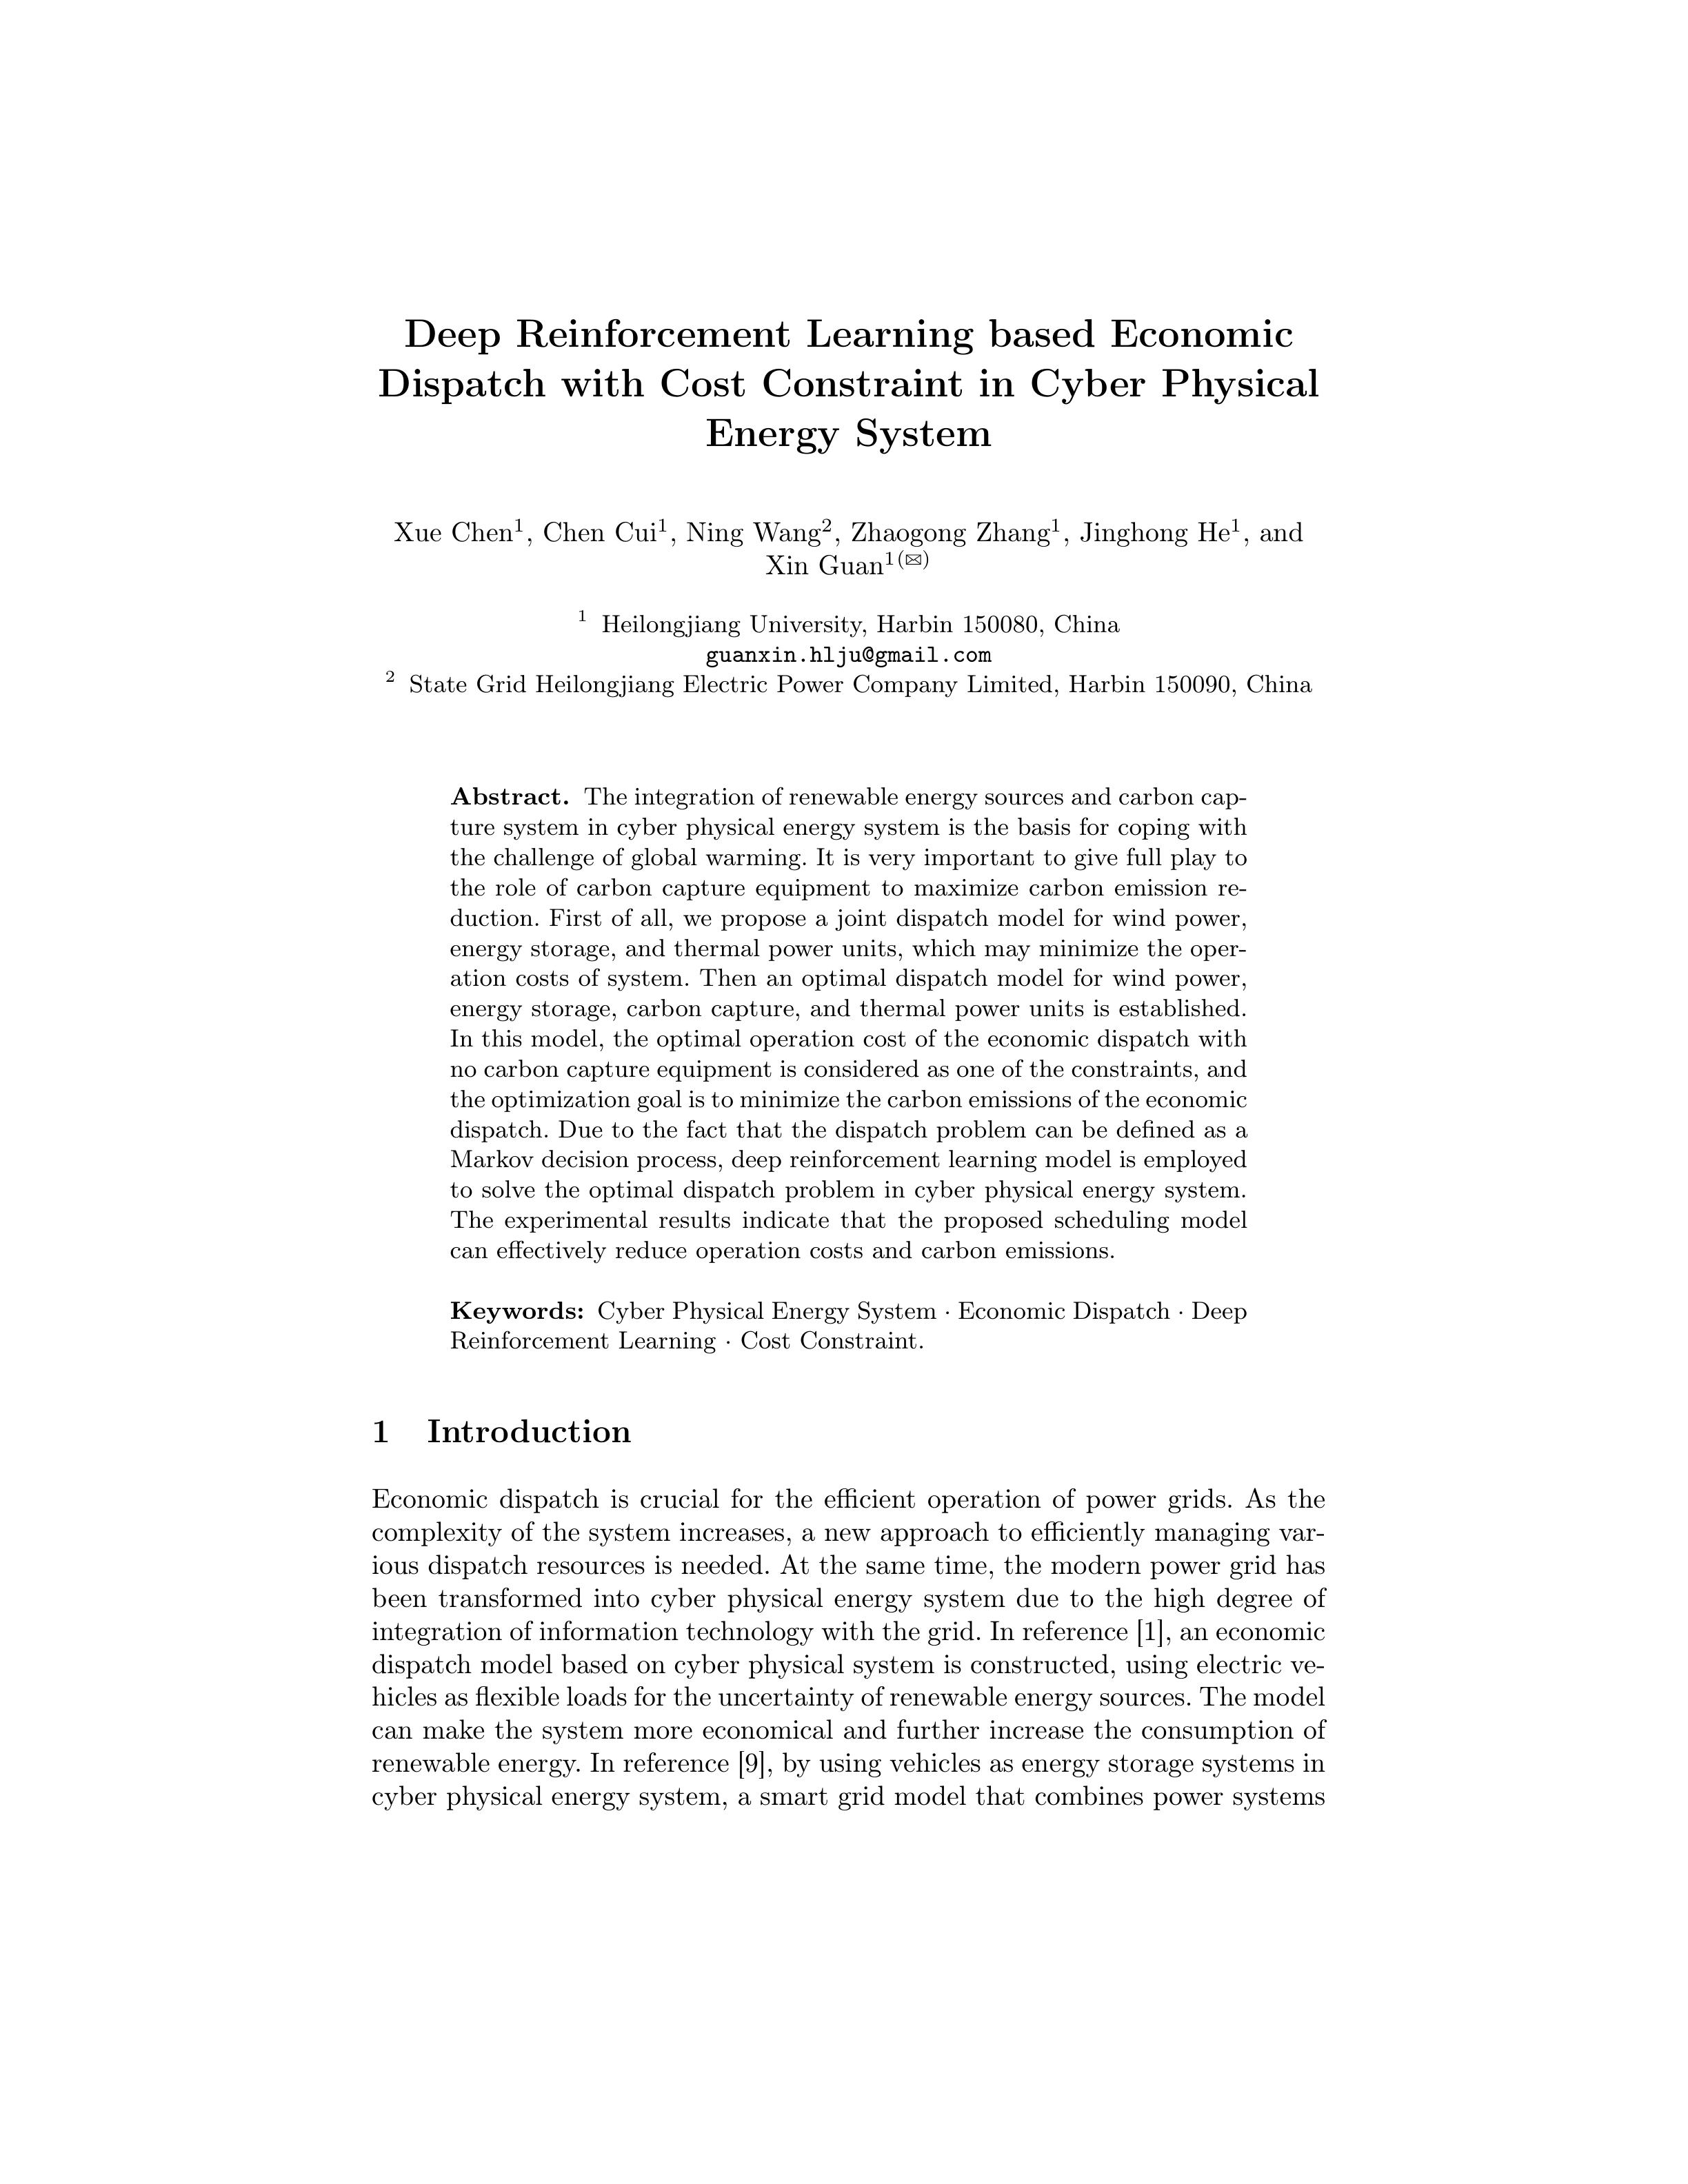 Deep Reinforcement Learning based Economic
Dispatch with Cost Constraint in Cyber Physical
Energy System
Xue Chen1, Chen Cui1, Ning Wang2, Zhaogong Zhang1, Jinghong He1, and
Xin Guan1(✉)
1 Heilongjiang University, Harbin 150080, China
guanxin.hlju@gmail.com
2 State Grid Heilongjiang Electric Power Company Limited, Harbin 150090, China
Abstract. The integration of renewable energy sources and carbon cap-
ture system in cyber physical energy system is the basis for coping with
the challenge of global warming. It is very important to give full play to
the role of carbon capture equipment to maximize carbon emission re-
duction. First of all, we propose a joint dispatch model for wind power,
energy storage, and thermal power units, which may minimize the oper-
ation costs of system. Then an optimal dispatch model for wind power,
energy storage, carbon capture, and thermal power units is established.
In this model, the optimal operation cost of the economic dispatch with
no carbon capture equipment is considered as one of the constraints, and
the optimization goal is to minimize the carbon emissions of the economic
dispatch. Due to the fact that the dispatch problem can be defined as a
Markov decision process, deep reinforcement learning model is employed
to solve the optimal dispatch problem in cyber physical energy system.
The experimental results indicate that the proposed scheduling model
can effectively reduce operation costs and carbon emissions.
Keywords: Cyber Physical Energy System · Economic Dispatch · Deep
Reinforcement Learning · Cost Constraint.
1 Introduction
Economic dispatch is crucial for the efficient operation of power grids. As the
complexity of the system increases, a new approach to efficiently managing var-
ious dispatch resources is needed. At the same time, the modern power grid has
been transformed into cyber physical energy system due to the high degree of
integration of information technology with the grid. In reference [1], an economic
dispatch model based on cyber physical system is constructed, using electric ve-
hicles as flexible loads for the uncertainty of renewable energy sources. The model
can make the system more economical and further increase the consumption of
renewable energy. In reference [9], by using vehicles as energy storage systems in
cyber physical energy system, a smart grid model that combines power systems